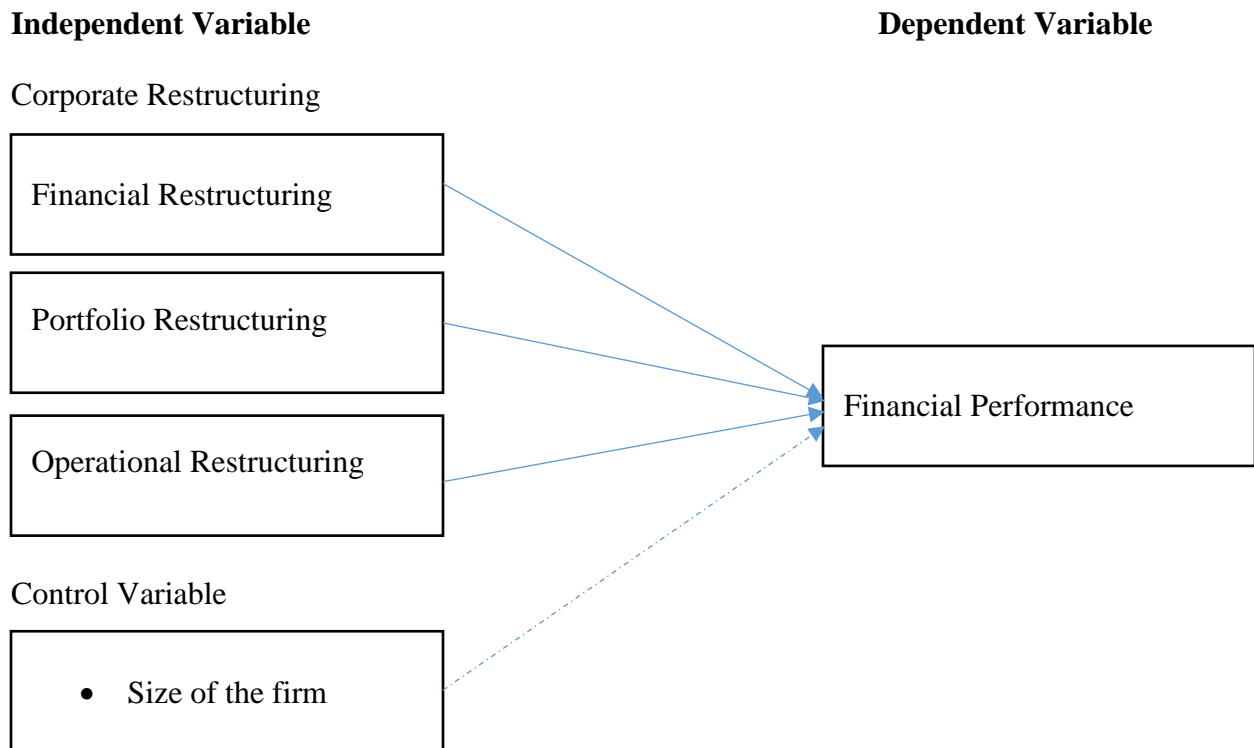 Independent Variable
Dependent Variable
Corporate Restructuring
Financial Restructuring
Portfolio Restructuring
Financial Performance
Operational Restructuring
Control Variable
• Size of the firm